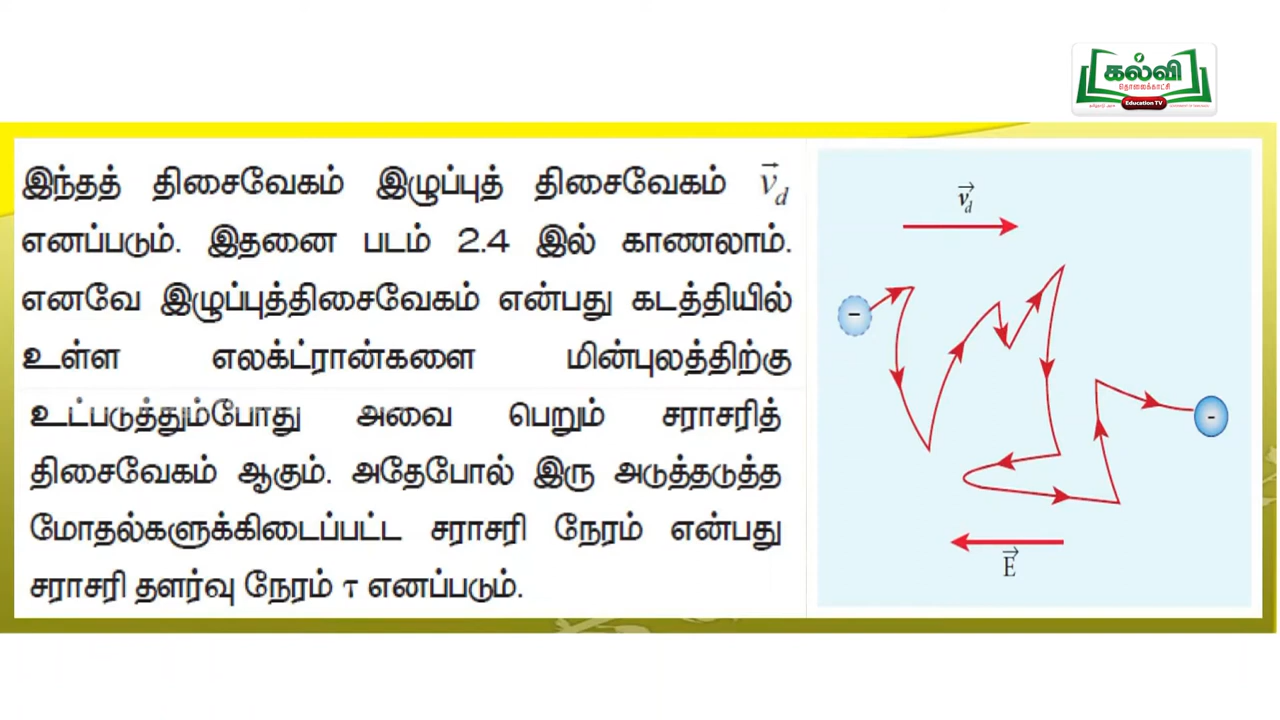 கல்வி
தொலைக்காட்சி
Education TV
இந்தத் திசைவேகம் இழுப்புத் திசைவேகம் v⃗d
எனப்படும். இதனை படம் 2.4 இல் காணலாம்.
எனவே இழுப்புத்திசைவேகம் என்பது கடத்தியில்
உள்ள எலக்ட்ரான்களை மின்புலத்திற்கு
உட்படுத்தும்போது அவை பெறும் சராசரித்
திசைவேகம் ஆகும். அதேபோல் இரு அடுத்தடுத்த
மோதல்களுக்கிடைப்பட்ட சராசரி நேரம் என்பது
சராசரி தளர்வு நேரம் τ எனப்படும்.
v⃗d
-
-
E⃗